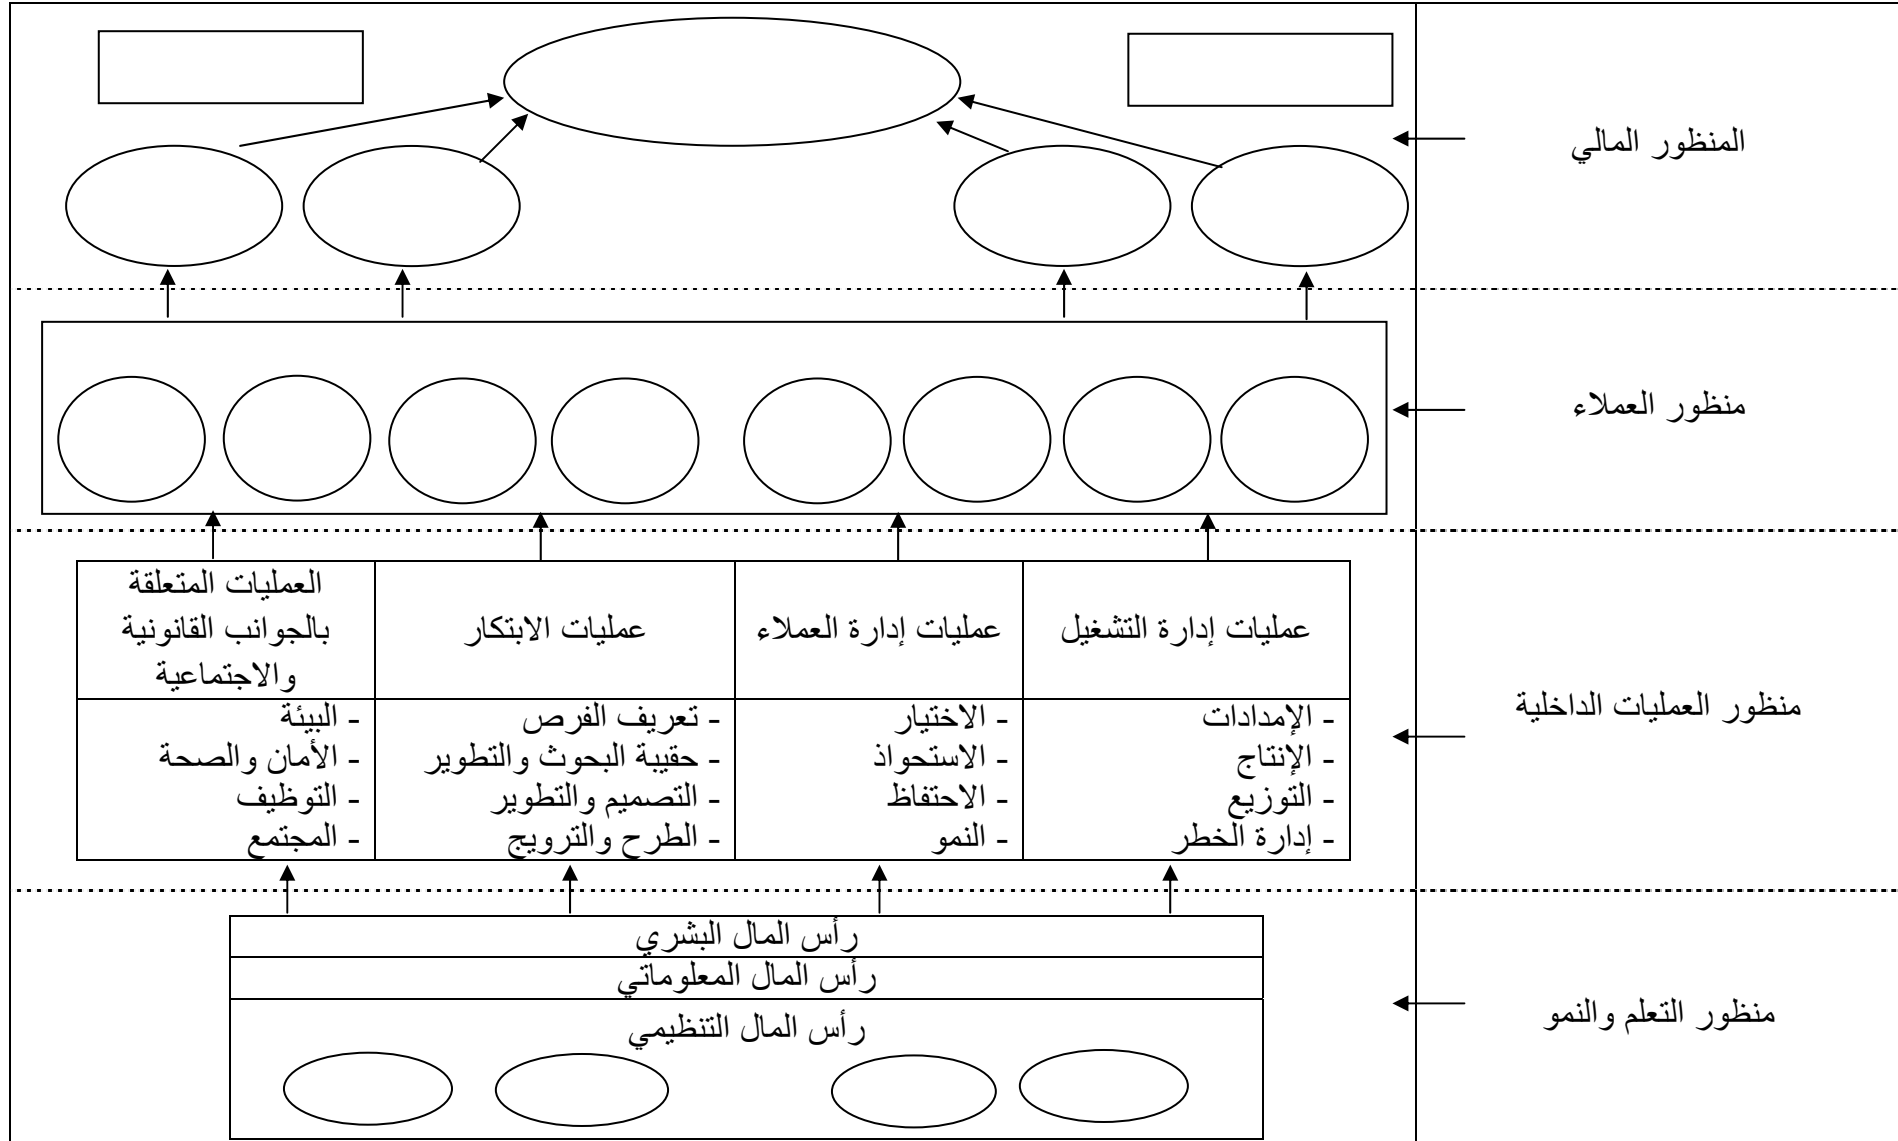 المنظور المالي
منظور العملاء
منظور العمليات الداخلية
عمليات إدارة التشغيل
- الإمدادات
- الإنتاج
- التوزيع
- إدارة الخطر
عمليات إدارة العملاء
- الاختيار
- الاستحواذ
- الاحتفاظ
- النمو
عمليات الابتكار
- تعريف الفرص
- حقيبة البحوث والتطوير
- التصميم والتطوير
- الطرح والترويج
العمليات المتعلقة
بالجوانب القانونية
والاجتماعية
- البيئة
- الأمان والصحة
- التوظيف
- المجتمع
منظور التعلم والنمو
رأس المال البشري
رأس المال المعلوماتي
رأس المال التنظيمي